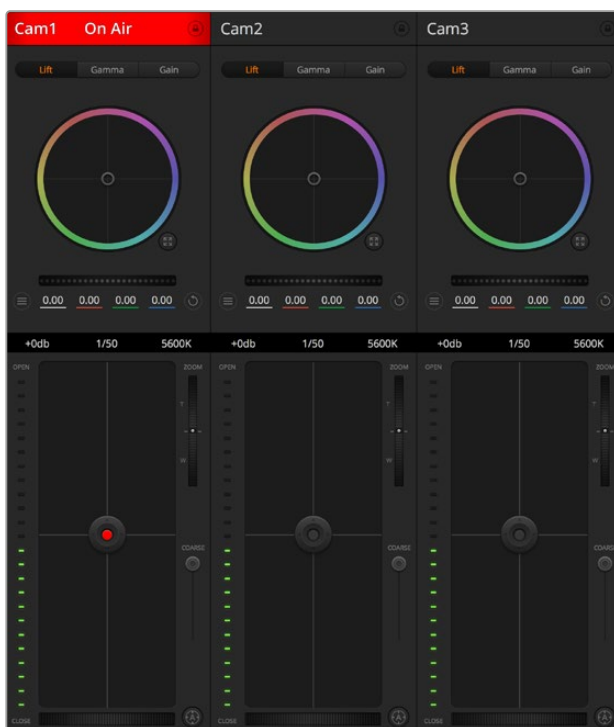 Cam1 On Air Cam2 Cam3
Lift Gamma Gain Lift Gamma Gain Lift Gamma Gain
0.00 0.00 0.00 0.00 0.00 0.00 0.00 0.00 0.00 0.00 0.00 0.00
+0db 1/50 5600K +0db 1/50 5600K +0db 1/50 5600K
OPEN ZOOM OPEN ZOOM OPEN ZOOM
T T T
W W W
COARSE COARSE COARSE
CLOSE A CLOSE A CLOSE A